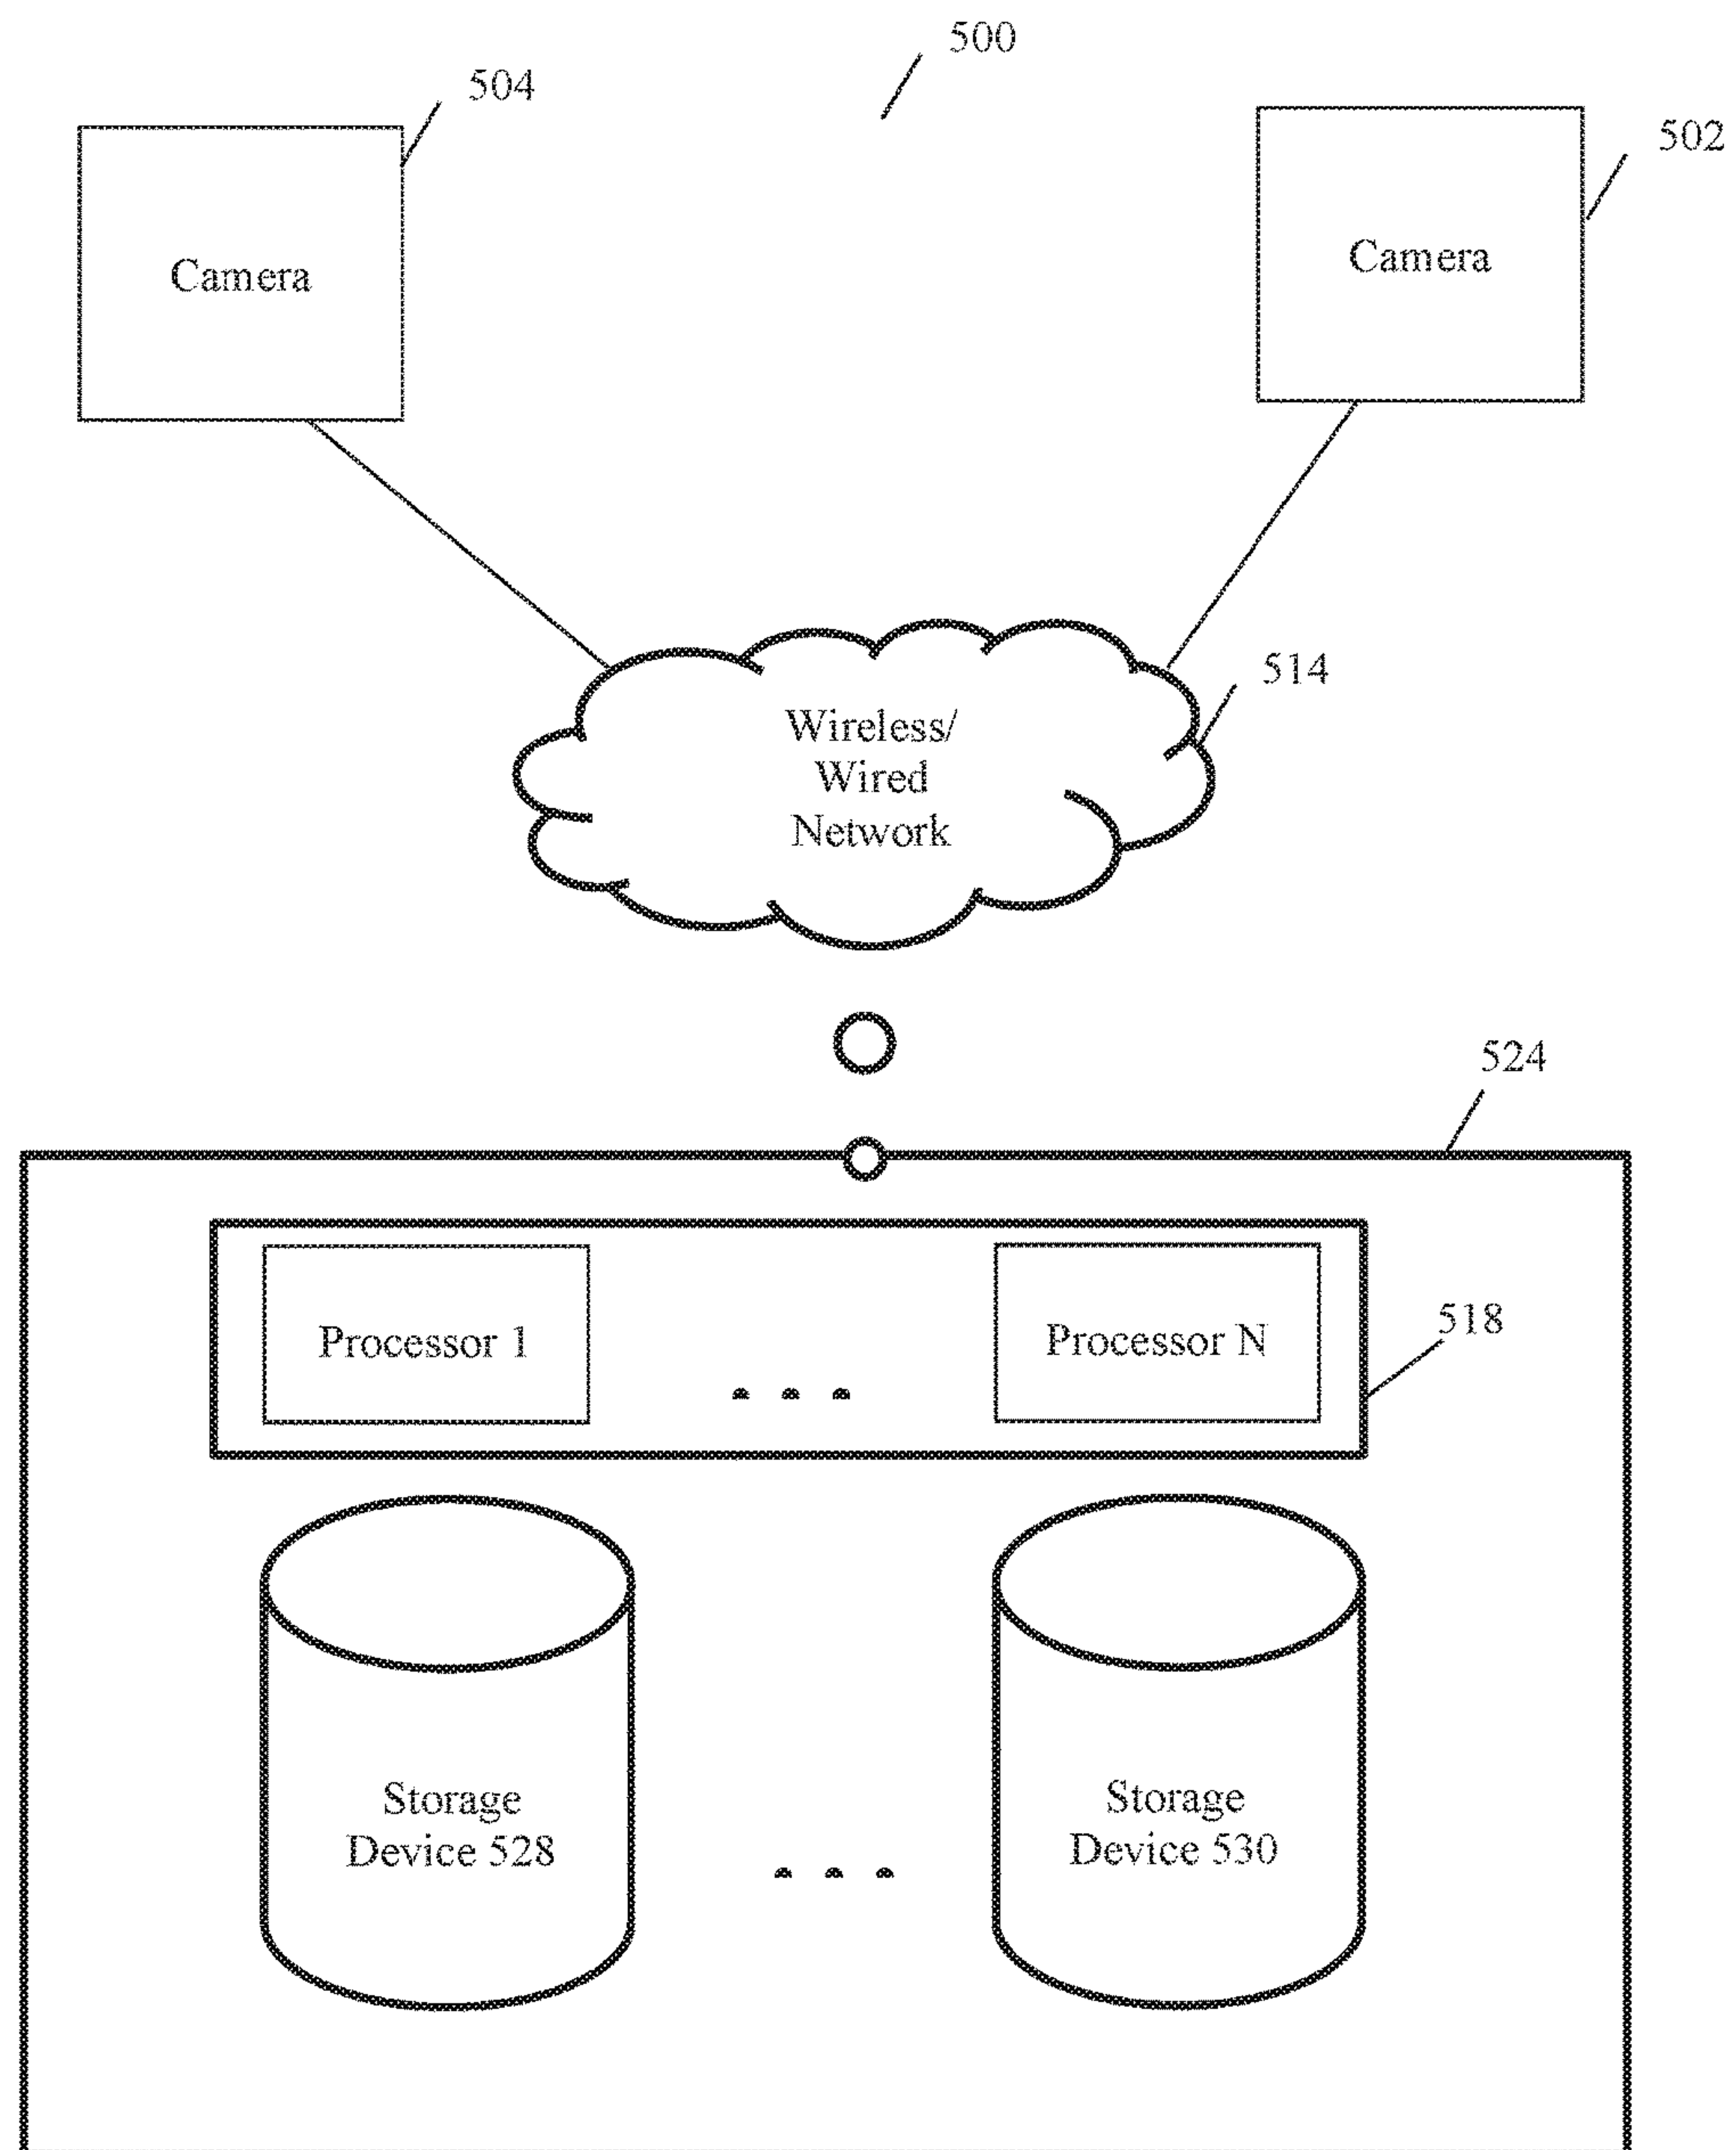 500
504
502
Camera
Camera
514
Wireless/
Wired
Network
524
518
Processor 1
Processor N
...
Storage
Device 528
Storage
Device 530
...